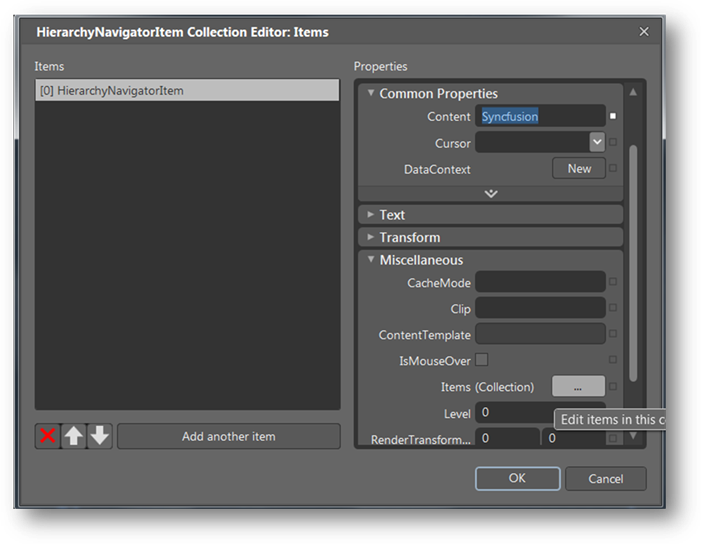 HierarchyNavigatorItem Collection Editor: Items
Items
[0] HierarchyNavigatorItem
Add another item
Properties
Common Properties
Content Syncfusion
Cursor
DataContext New
Text
Transform
Miscellaneous
CacheMode
Clip
ContentTemplate
IsMouseOver
Items (Collection) ...
Level 0
Edit items in this c
RenderTransform... 0 0
OK Cancel